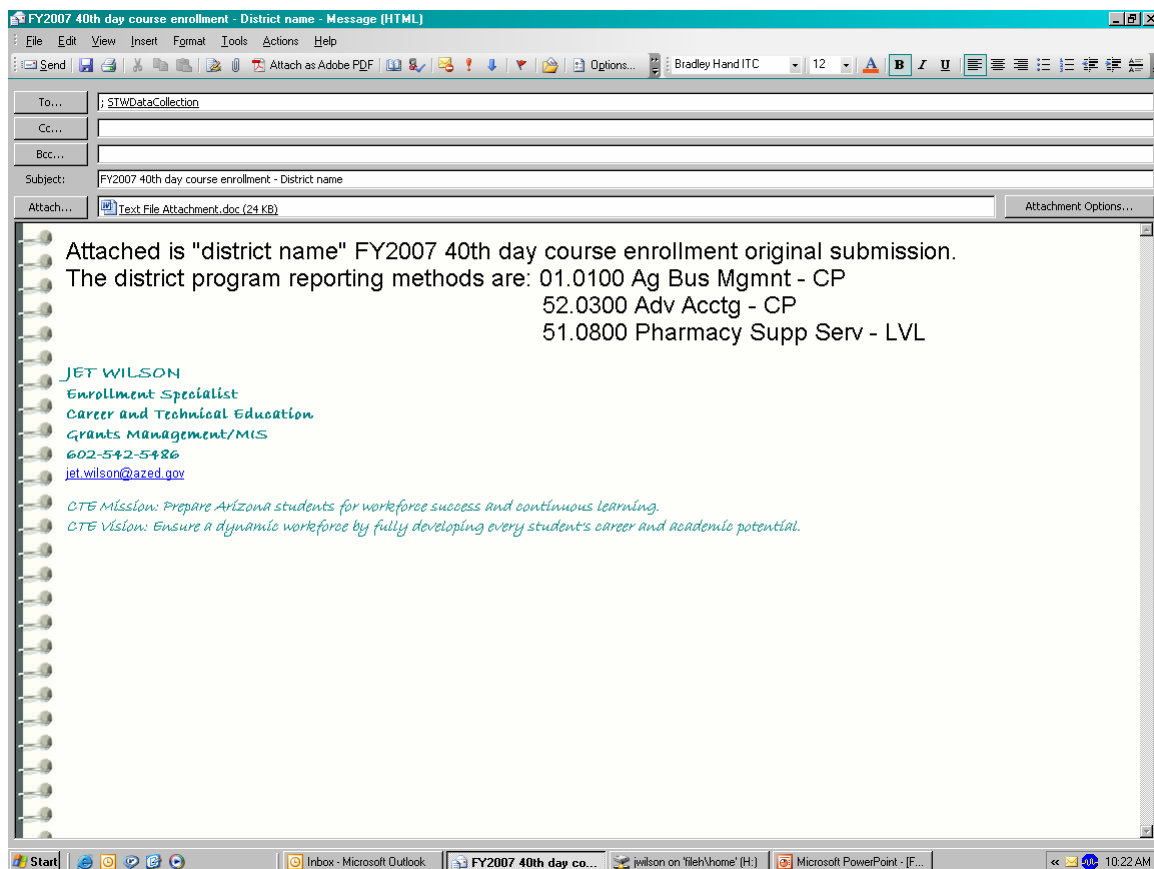 FY2007 40th day course enrollment - District name - Message (HTML)
File Edit View Insert Format Tools Actions Help
Send Attach as Adobe PDF Options... Bradley Hand ITC 12 A B I U
To... ; STWDataCollection
Cc...
Bcc...
Subject: FY2007 40th day course enrollment - District name
Attach... Text File Attachment.doc (24 KB) Attachment Options...
Attached is "district name" FY2007 40th day course enrollment original submission.
The district program reporting methods are: 01.0100 Ag Bus Mgmnt - CP
52.0300 Adv Acctg - CP
51.0800 Pharmacy Supp Serv - LVL
JET WILSON
Enrollment Specialist
Career and Technical Education
Grants Management/MIS
602-542-5486
jet.wilson@azed.gov
CTE Mission: Prepare Arizona students for workforce success and continuous learning.
CTE Vision: Ensure a dynamic workforce by fully developing every student's career and academic potential.
Start Inbox - Microsoft Outlook FY2007 40th day co... jwilson on 'fileh\home' (H:) Microsoft PowerPoint - [F... « 10:22 AM